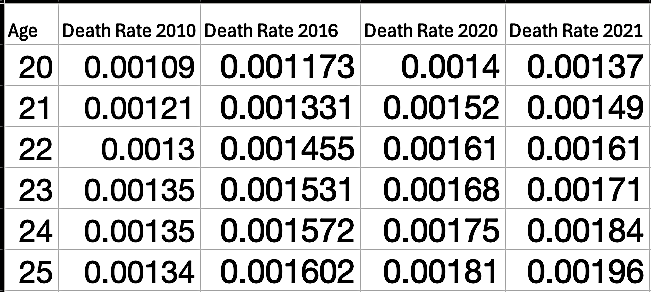 Age Death Rate 2010 Death Rate 2016 Death Rate 2020 Death Rate 2021
20 0.00109 0.001173 0.0014 0.00137
21 0.00121 0.001331 0.00152 0.00149
22 0.0013 0.001455 0.00161 0.00161
23 0.00135 0.001531 0.00168 0.00171
24 0.00135 0.001572 0.00175 0.00184
25 0.00134 0.001602 0.00181 0.00196